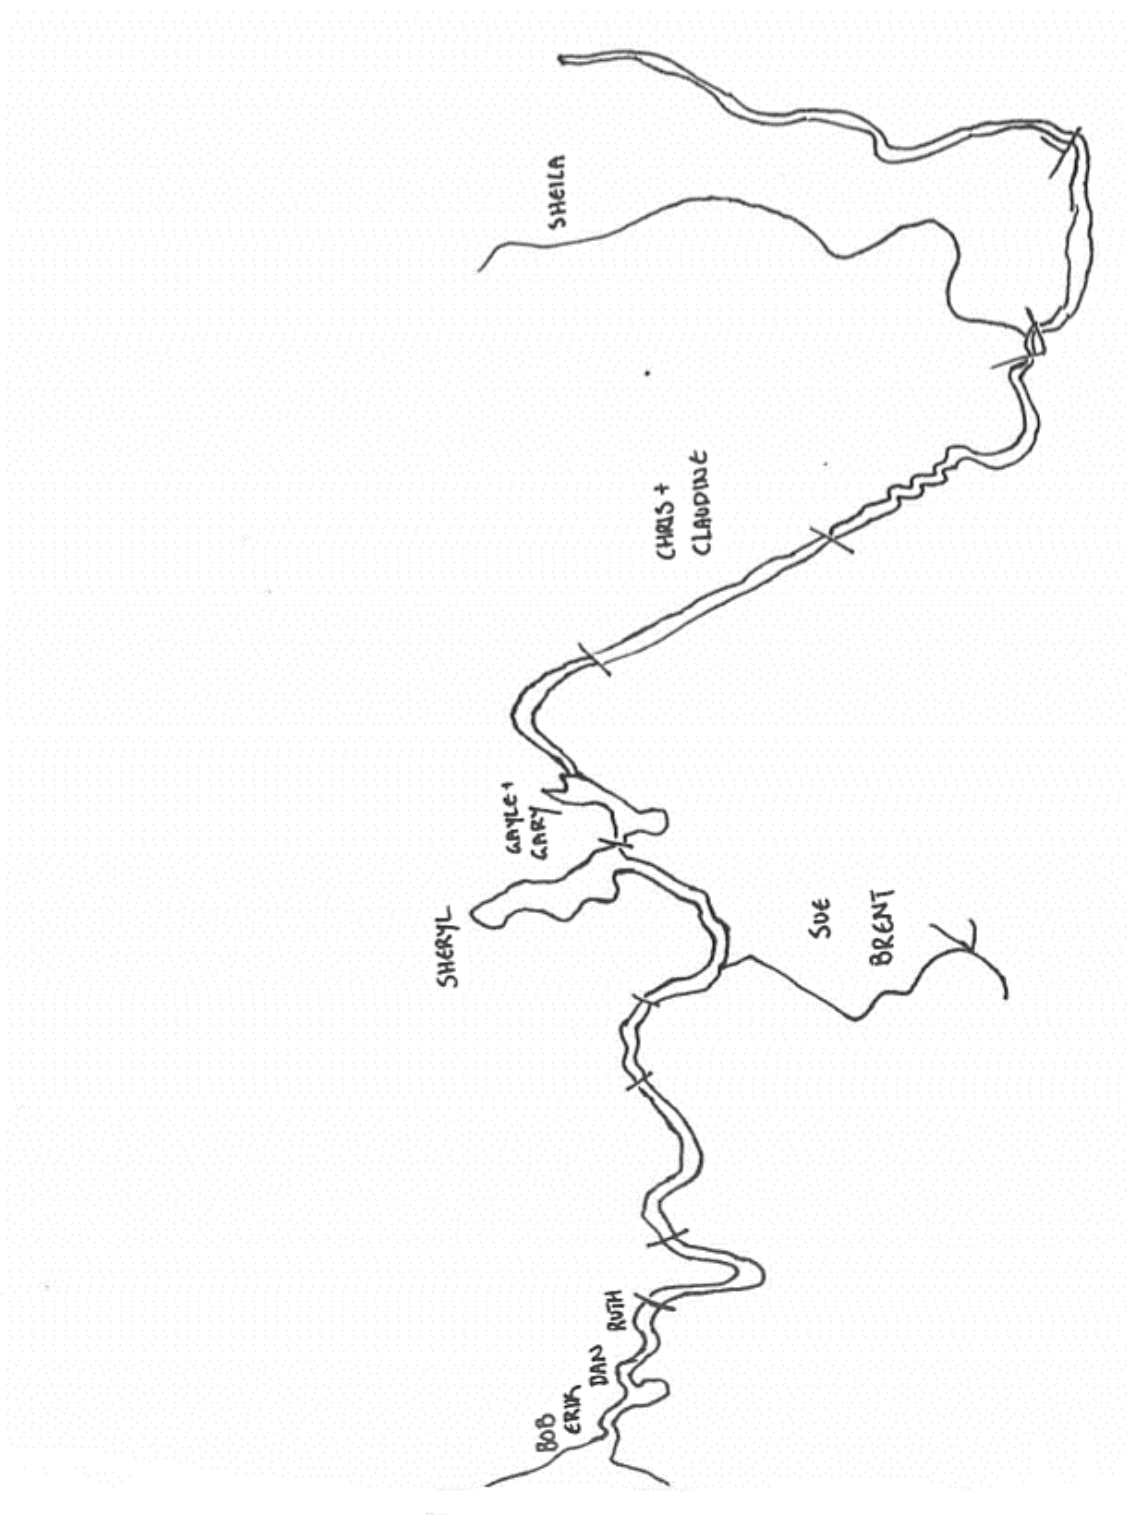 SHEILA
CHRIS +
CLAUDINE
GAYLE +
GARY
SHERYL
SUE
BRENT
RUTH
DAN
ERIK
BOB